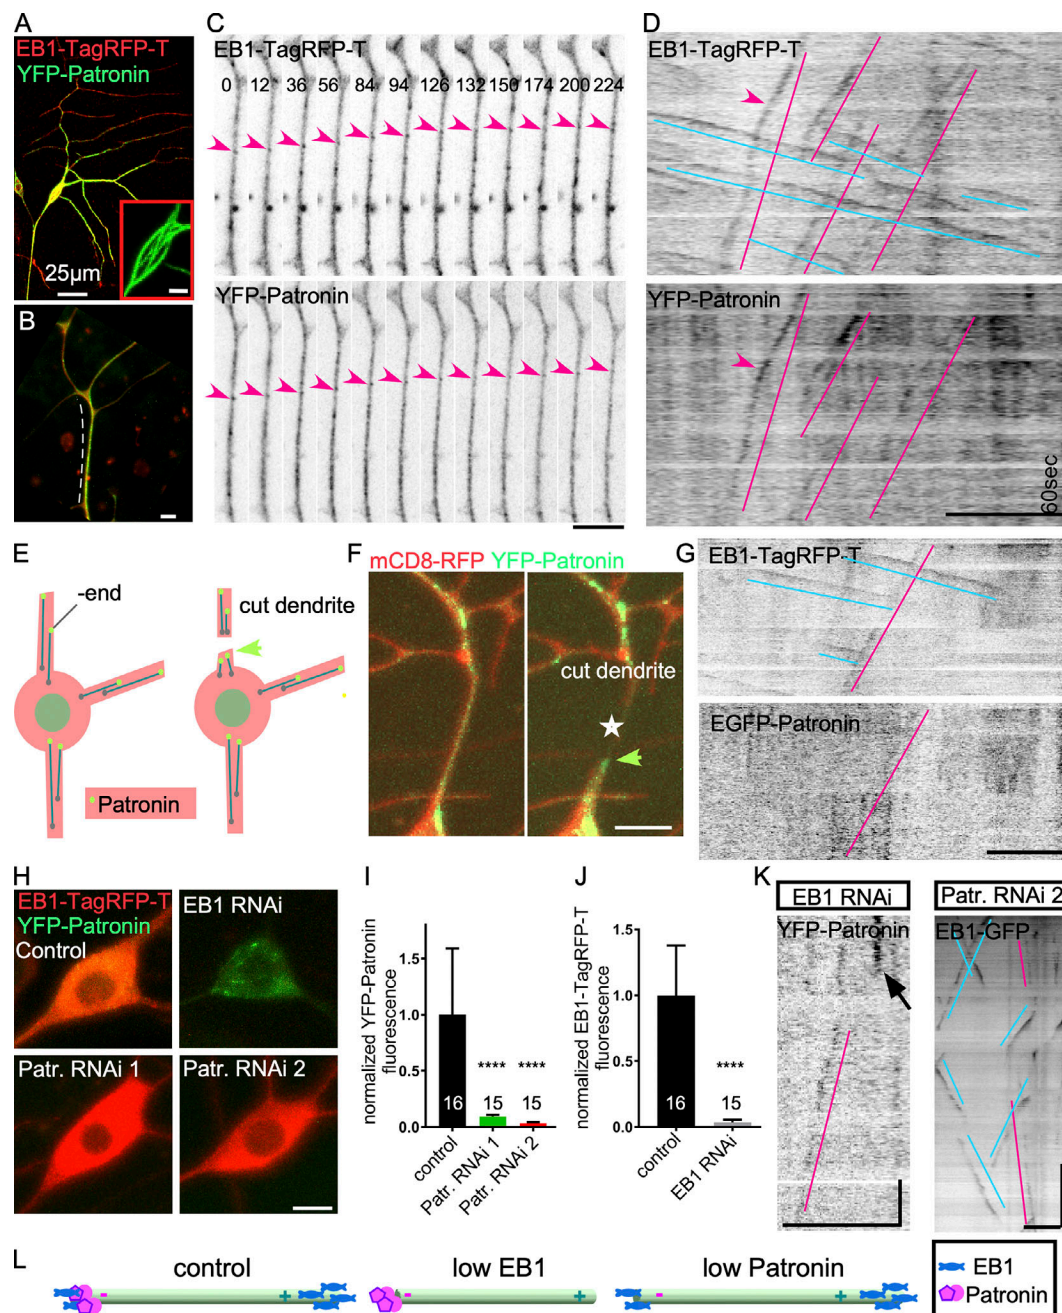 A
EB1-TagRFP-T
YFP-Patronin
25µm
B
C
EB1-TagRFP-T
0 12 36 56 84 94 126 132 150 174 200 224
YFP-Patronin
D
EB1-TagRFP-T
YFP-Patronin
60sec
E
-end
cut dendrite
Patronin
F
mCD8-RFP YFP-Patronin
cut dendrite
G
EB1-TagRFP-T
EGFP-Patronin
H
EB1-TagRFP-T
YFP-Patronin
Control
EB1 RNAi
Patr. RNAi 1
Patr. RNAi 2
I
normalized YFP-Patronin
fluorescence
1.5
1.0
0.5
0.0
**** ****
16 15 15
control
Patr. RNAi 1
Patr. RNAi 2
J
normalized EB1-TagRFP-T
fluorescence
1.5
1.0
0.5
0.0
****
16 15
control
EB1 RNAi
K
EB1 RNAi
YFP-Patronin
Patr. RNAi 2
EB1-GFP
L
control
low EB1
low Patronin
- +
- +
- +
EB1
Patronin